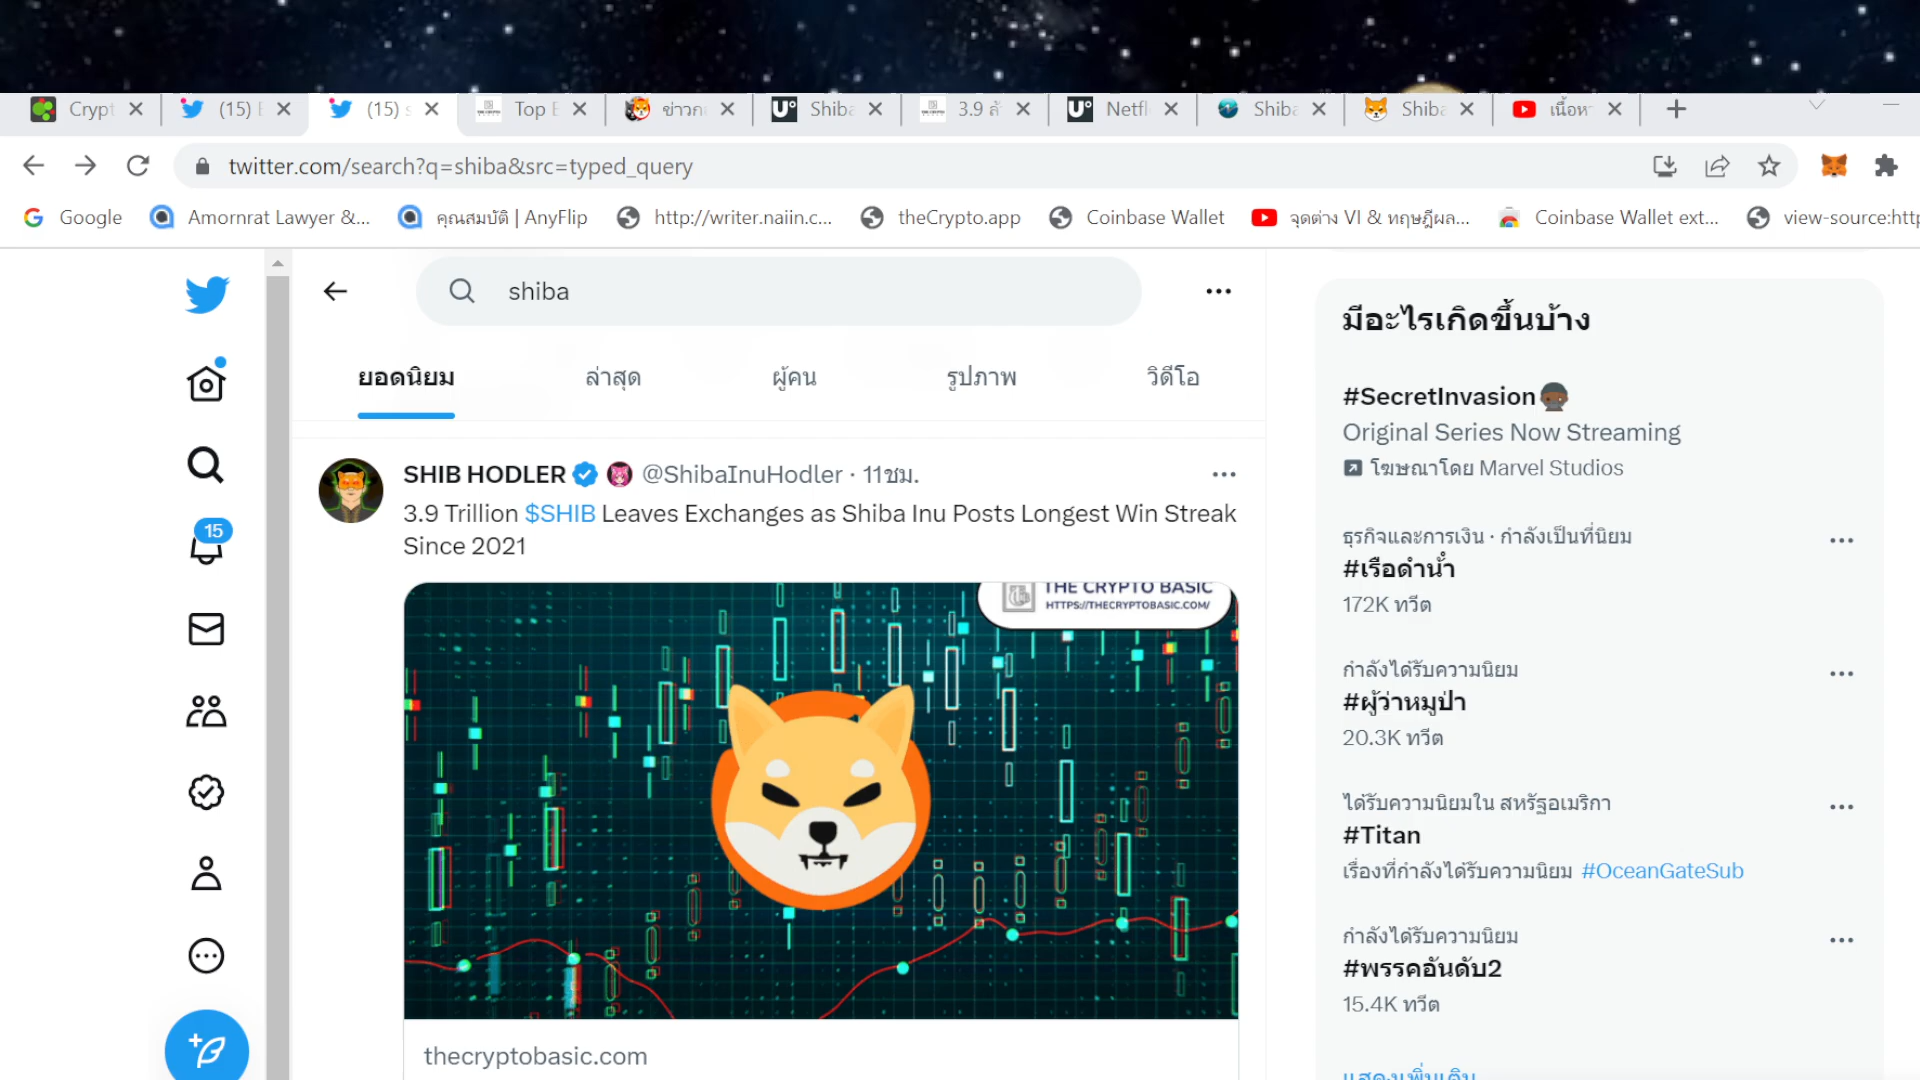 Crypt
(15) E
(15) s
Top E
ข่าวก
Shiba
3.9 ล้
Netfl
Shiba
Shiba
เนื้อห
twitter.com/search?q=shiba&src=typed_query
Google
Amornrat Lawyer &...
คุณสมบัติ | AnyFlip
http://writer.naiin.c...
theCrypto.app
Coinbase Wallet
จุดต่าง VI & ทฤษฎีผล...
Coinbase Wallet ext...
view-source:http
shiba
ยอดนิยม
ล่าสุด
ผู้คน
รูปภาพ
วิดีโอ
15
SHIB HODLER @ShibaInuHodler · 11ชม.
3.9 Trillion $SHIB Leaves Exchanges as Shiba Inu Posts Longest Win Streak
Since 2021
THE CRYPTO BASIC
HTTPS://THECRYPTOBASIC.COM/
thecryptobasic.com
มีอะไรเกิดขึ้นบ้าง
#SecretInvasion
Original Series Now Streaming
โฆษณาโดย Marvel Studios
ธุรกิจและการเงิน · กำลังเป็นที่นิยม
#เรือดำน้ำ
172K ทวีต
กำลังได้รับความนิยม
#ผู้ว่าหมูป่า
20.3K ทวีต
ได้รับความนิยมใน สหรัฐอเมริกา
#Titan
เรื่องที่กำลังได้รับความนิยม #OceanGateSub
กำลังได้รับความนิยม
#พรรคอันดับ2
15.4K ทวีต
แสดงเพิ่มเติม